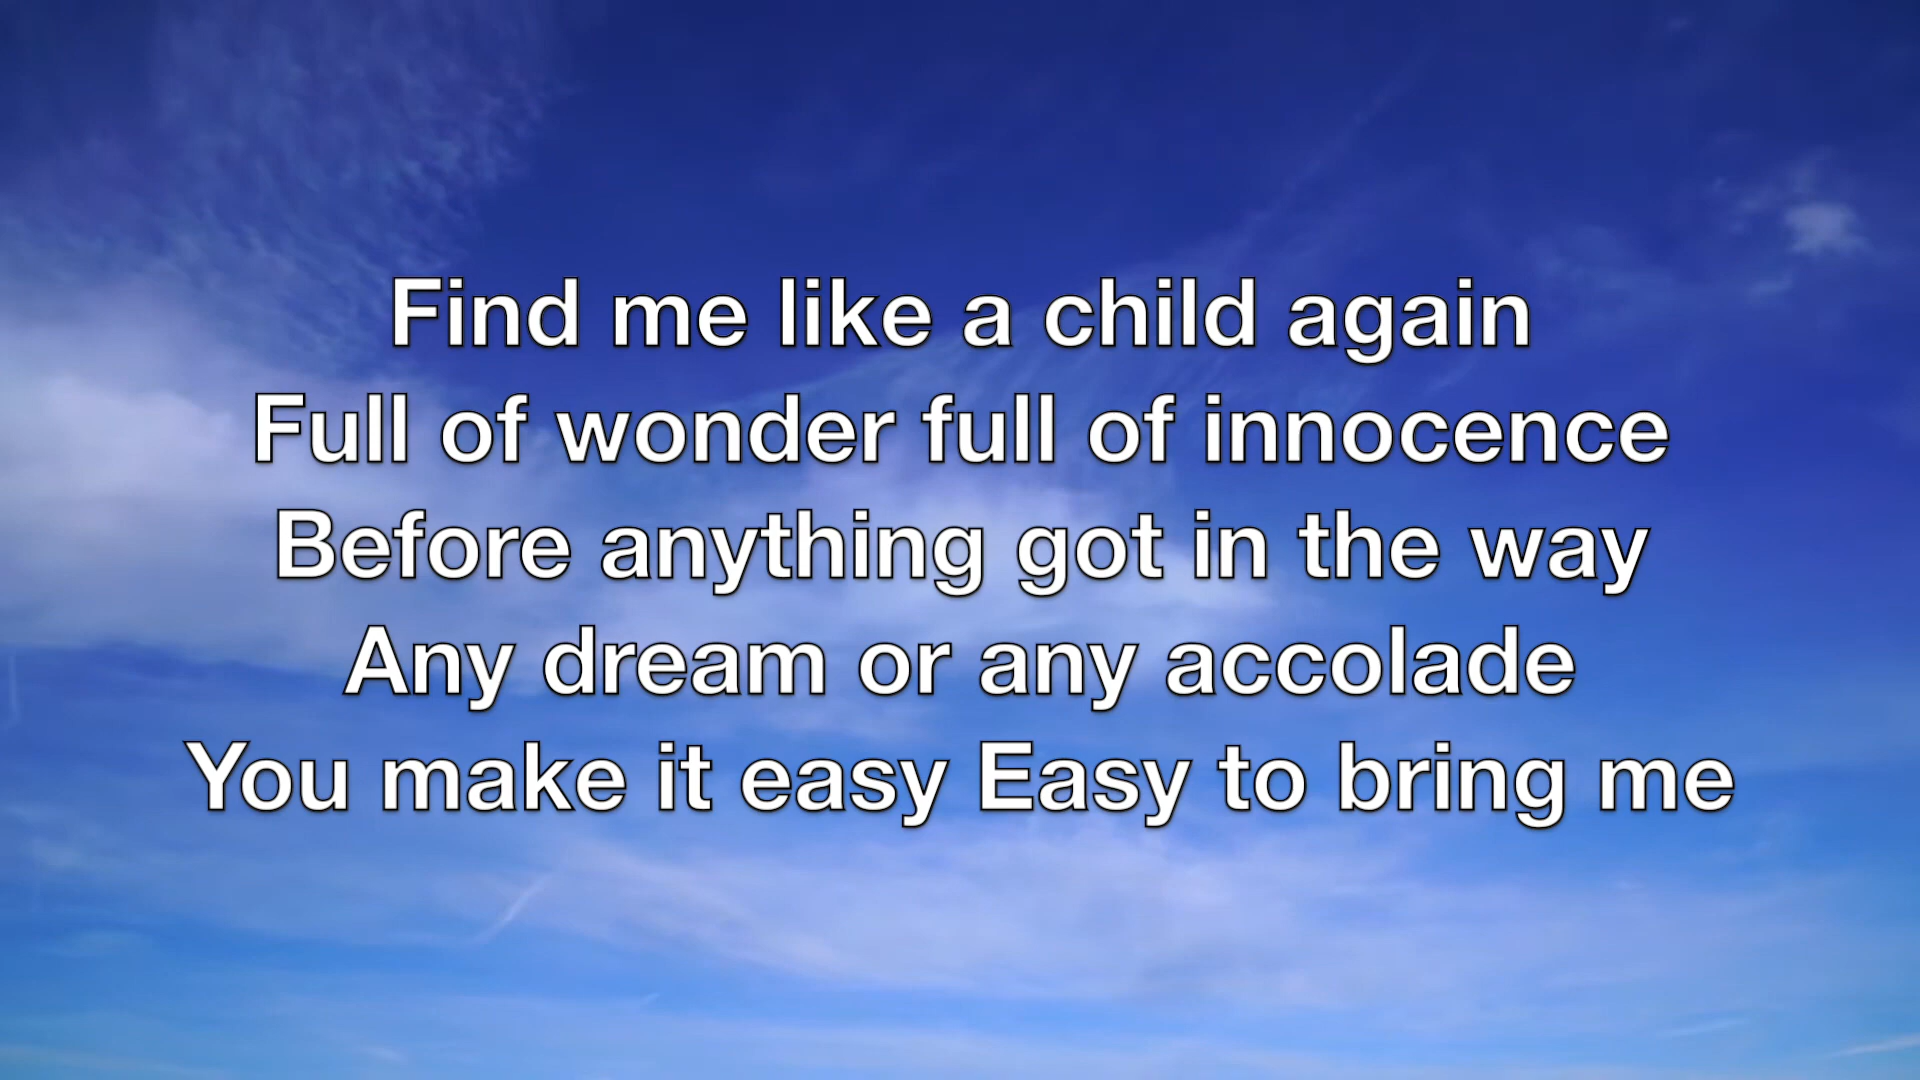 Find me like a child again
Full of wonder full of innocence
Before anything got in the way
Any dream or any accolade
You make it easy Easy to bring me